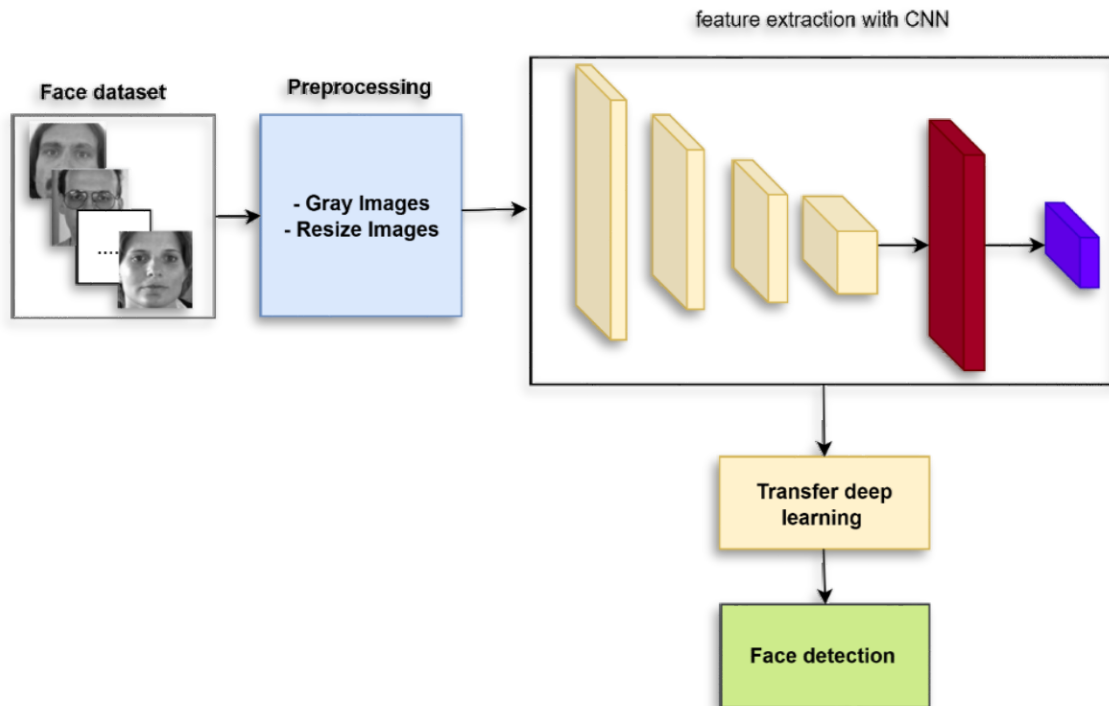 feature extraction with CNN
Face dataset
Preprocessing
- Gray Images
- Resize Images
....
Transfer deep
learning
Face detection